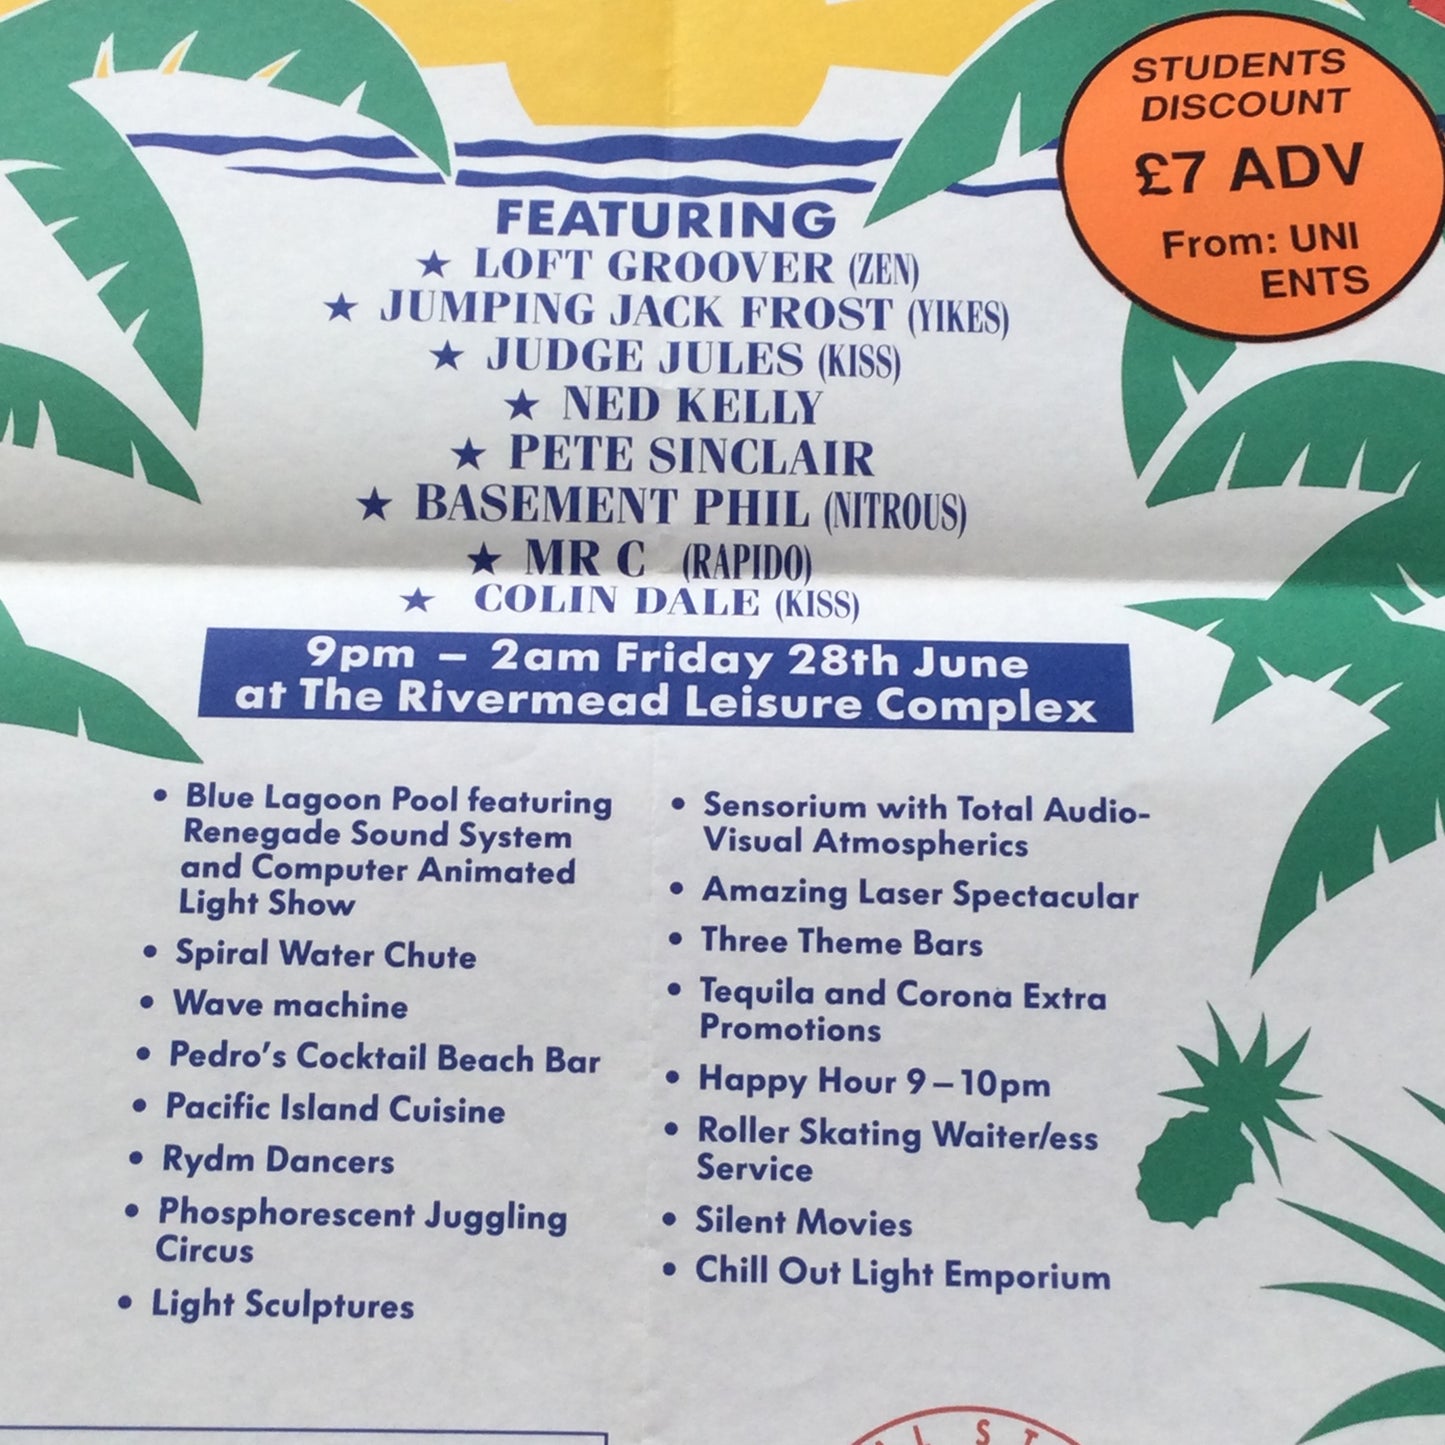 STUDENTS
DISCOUNT
£7 ADV
From: UNI
ENTS
FEATURING
★ LOFT GROOVER (ZEN)
★ JUMPING JACK FROST (YIKES)
★ JUDGE JULES (KISS)
★ NED KELLY
★ PETE SINCLAIR
★ BASEMENT PHIL (NITROUS)
★ MR C (RAPIDO)
★ COLIN DALE (KISS)
9pm – 2am Friday 28th June
at The Rivermead Leisure Complex
• Blue Lagoon Pool featuring
Renegade Sound System
and Computer Animated
Light Show
• Spiral Water Chute
• Wave machine
• Pedro's Cocktail Beach Bar
• Pacific Island Cuisine
• Rydm Dancers
• Phosphorescent Juggling
Circus
• Light Sculptures
• Sensorium with Total Audio-
Visual Atmospherics
• Amazing Laser Spectacular
• Three Theme Bars
• Tequila and Corona Extra
Promotions
• Happy Hour 9 – 10pm
• Roller Skating Waiter/ess
Service
• Silent Movies
• Chill Out Light Emporium